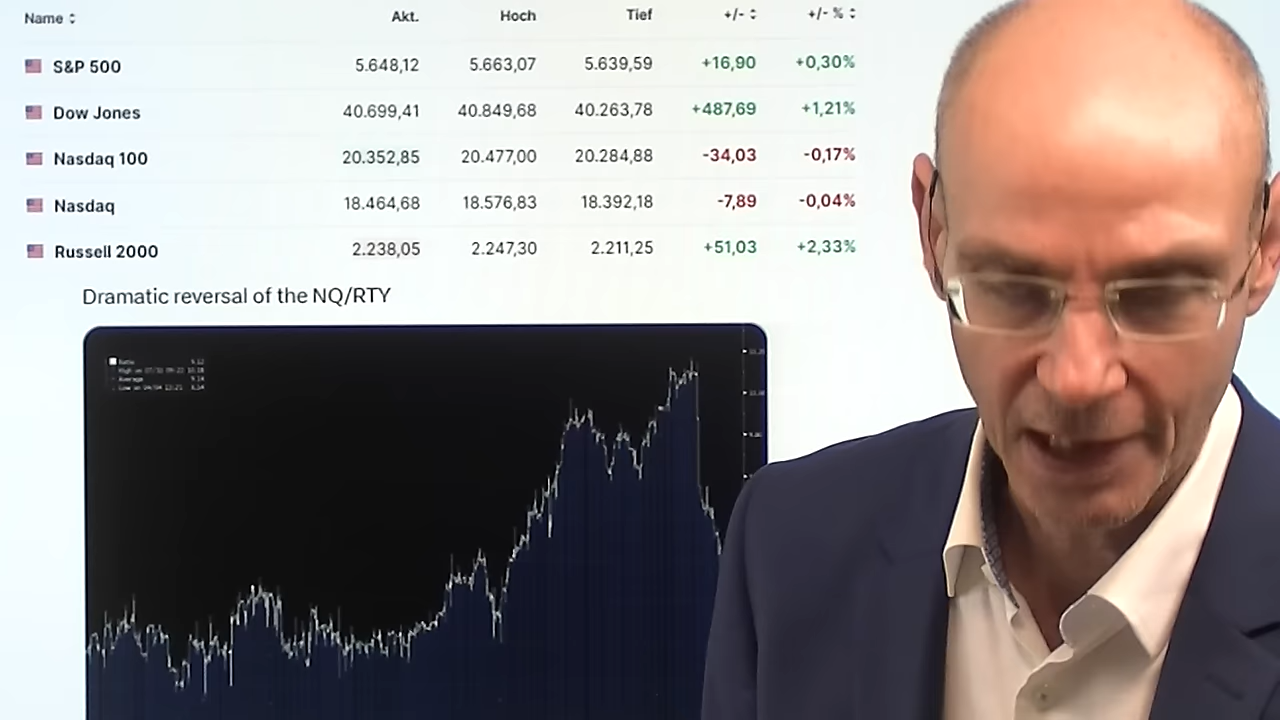 Name Akt. Hoch Tief +/- +/- %
S&P 500 5.648,12 5.663,07 5.639,59 +16,90 +0,30%
Dow Jones 40.699,41 40.849,68 40.263,78 +487,69 +1,21%
Nasdaq 100 20.352,85 20.477,00 20.284,88 -34,03 -0,17%
Nasdaq 18.464,68 18.576,83 18.392,18 -7,89 -0,04%
Russell 2000 2.238,05 2.247,30 2.211,25 +51,03 +2,33%
Dramatic reversal of the NQ/RTY
Average